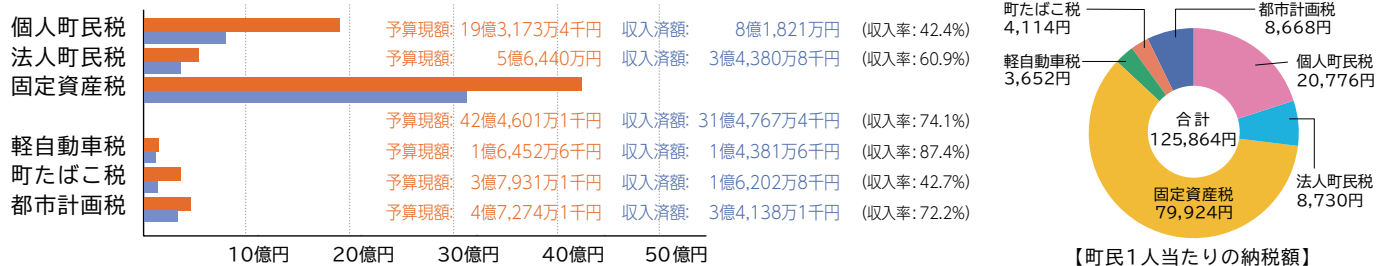 個人町民税 予算現額: 19億3,173万4千円 収入済額: 8億1,821万円 (収入率:42.4%)
法人町民税 予算現額: 5億6,440万円 収入済額: 3億4,380万8千円 (収入率:60.9%)
固定資産税
予算現額: 42億4,601万1千円 収入済額: 31億4,767万4千円 (収入率:74.1%)
軽自動車税 予算現額: 1億6,452万6千円 収入済額: 1億4,381万6千円 (収入率:87.4%)
町たばこ税 予算現額: 3億7,931万1千円 収入済額: 1億6,202万8千円 (収入率:42.7%)
都市計画税 予算現額: 4億7,274万1千円 収入済額: 3億4,138万1千円 (収入率:72.2%)
10億円 20億円 30億円 40億円 50億円
町たばこ税
4,114円
都市計画税
8,668円
軽自動車税
3,652円
個人町民税
20,776円
合計
125,864円
法人町民税
8,730円
固定資産税
79,924円
【町民1人当たりの納税額】